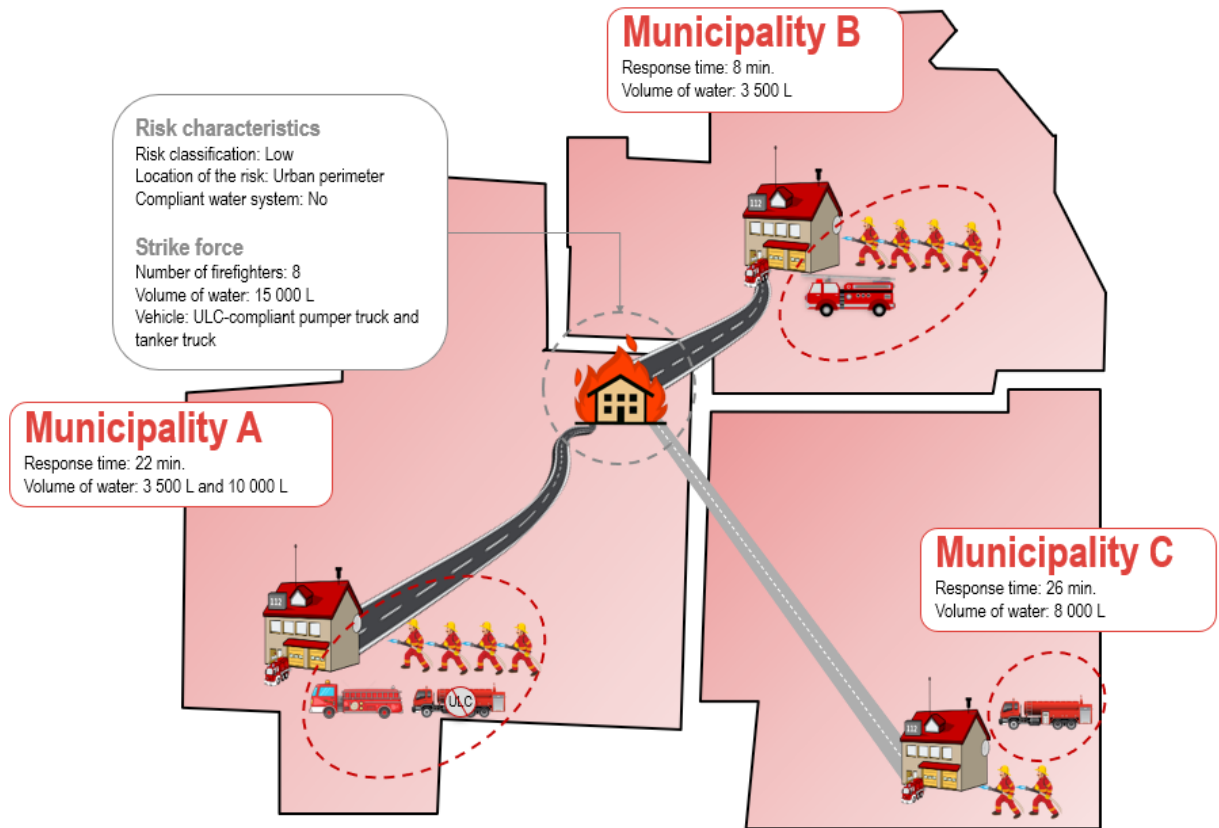 Municipality B
Response time: 8 min.
Volume of water: 3 500 L
Risk characteristics
Risk classification: Low
Location of the risk: Urban perimeter
Compliant water system: No
Strike force
Number of firefighters: 8
Volume of water: 15 000 L
Vehicle: ULC-compliant pumper truck and
tanker truck
112
Municipality A
Response time: 22 min.
Volume of water: 3 500 L and 10 000 L
Municipality C
Response time: 26 min.
Volume of water: 8 000 L
112
ULC
112